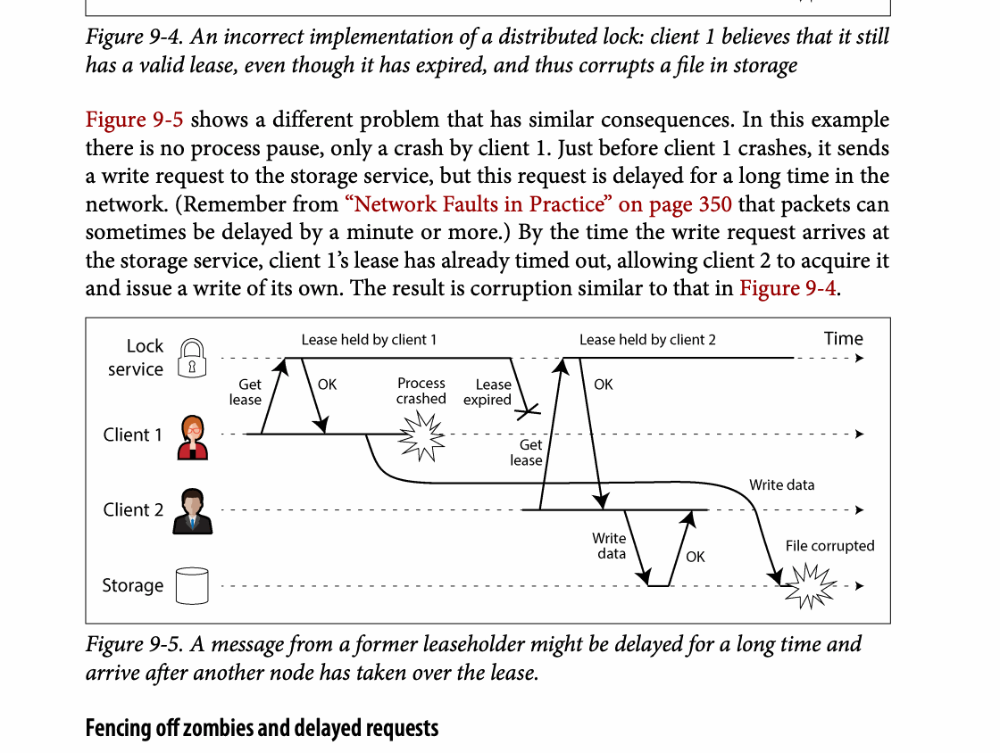 Figure 9-4. An incorrect implementation of a distributed lock: client 1 believes that it still
has a valid lease, even though it has expired, and thus corrupts a file in storage
Figure 9-5 shows a different problem that has similar consequences. In this example
there is no process pause, only a crash by client 1. Just before client 1 crashes, it sends
a write request to the storage service, but this request is delayed for a long time in the
network. (Remember from “Network Faults in Practice” on page 350 that packets can
sometimes be delayed by a minute or more.) By the time the write request arrives at
the storage service, client 1’s lease has already timed out, allowing client 2 to acquire it
and issue a write of its own. The result is corruption similar to that in Figure 9-4.
Lock
service
Lease held by client 1
Lease held by client 2
Time
Get
lease
OK
Process
crashed
Lease
expired
OK
Client 1
Get
lease
Write data
Client 2
Write
data
OK
File corrupted
Storage
Figure 9-5. A message from a former leaseholder might be delayed for a long time and
arrive after another node has taken over the lease.
Fencing off zombies and delayed requests